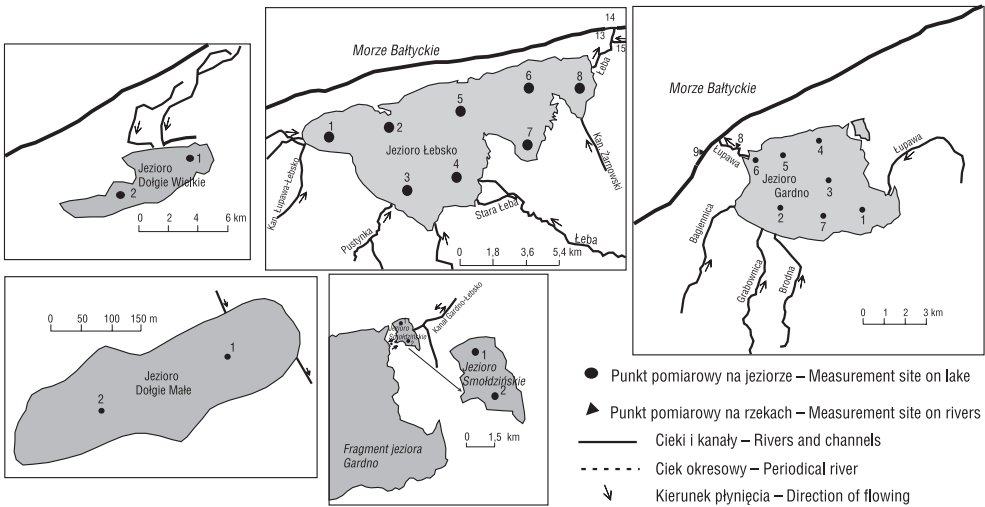 1
Jezioro
Dołgie Wielkie
2
0 2 4 6 km
Morze Bałtyckie
14
13
15
Łeba
6
8
5
1
2
7
Jezioro Łebsko
4
3
Kan. Żarnowski
Kan. Łupawa-Łebsko
Stara Łeba
Pustynka
Łeba
0 1,8 3,6 5,4 km
Morze Bałtyckie
8
9
Łupawa
4
5
6
Łupawa
Jezioro
Gardno
3
2
7
1
Bagiennica
Grabownica
Brodna
0 1 2 3 km
0 50 100 150 m
1
Jezioro
Dołgie Małe
2
Kanał Gardno-Łebsko
1
Jezioro
Smołdzińskie
1
Jezioro
Smołdzińskie
2
0 1,5 km
Fragment jeziora
Gardno
Punkt pomiarowy na jeziorze – Measurement site on lake
Punkt pomiarowy na rzekach – Measurement site on rivers
Cieki i kanały – Rivers and channels
Ciek okresowy – Periodical river
Kierunek płynięcia – Direction of flowing